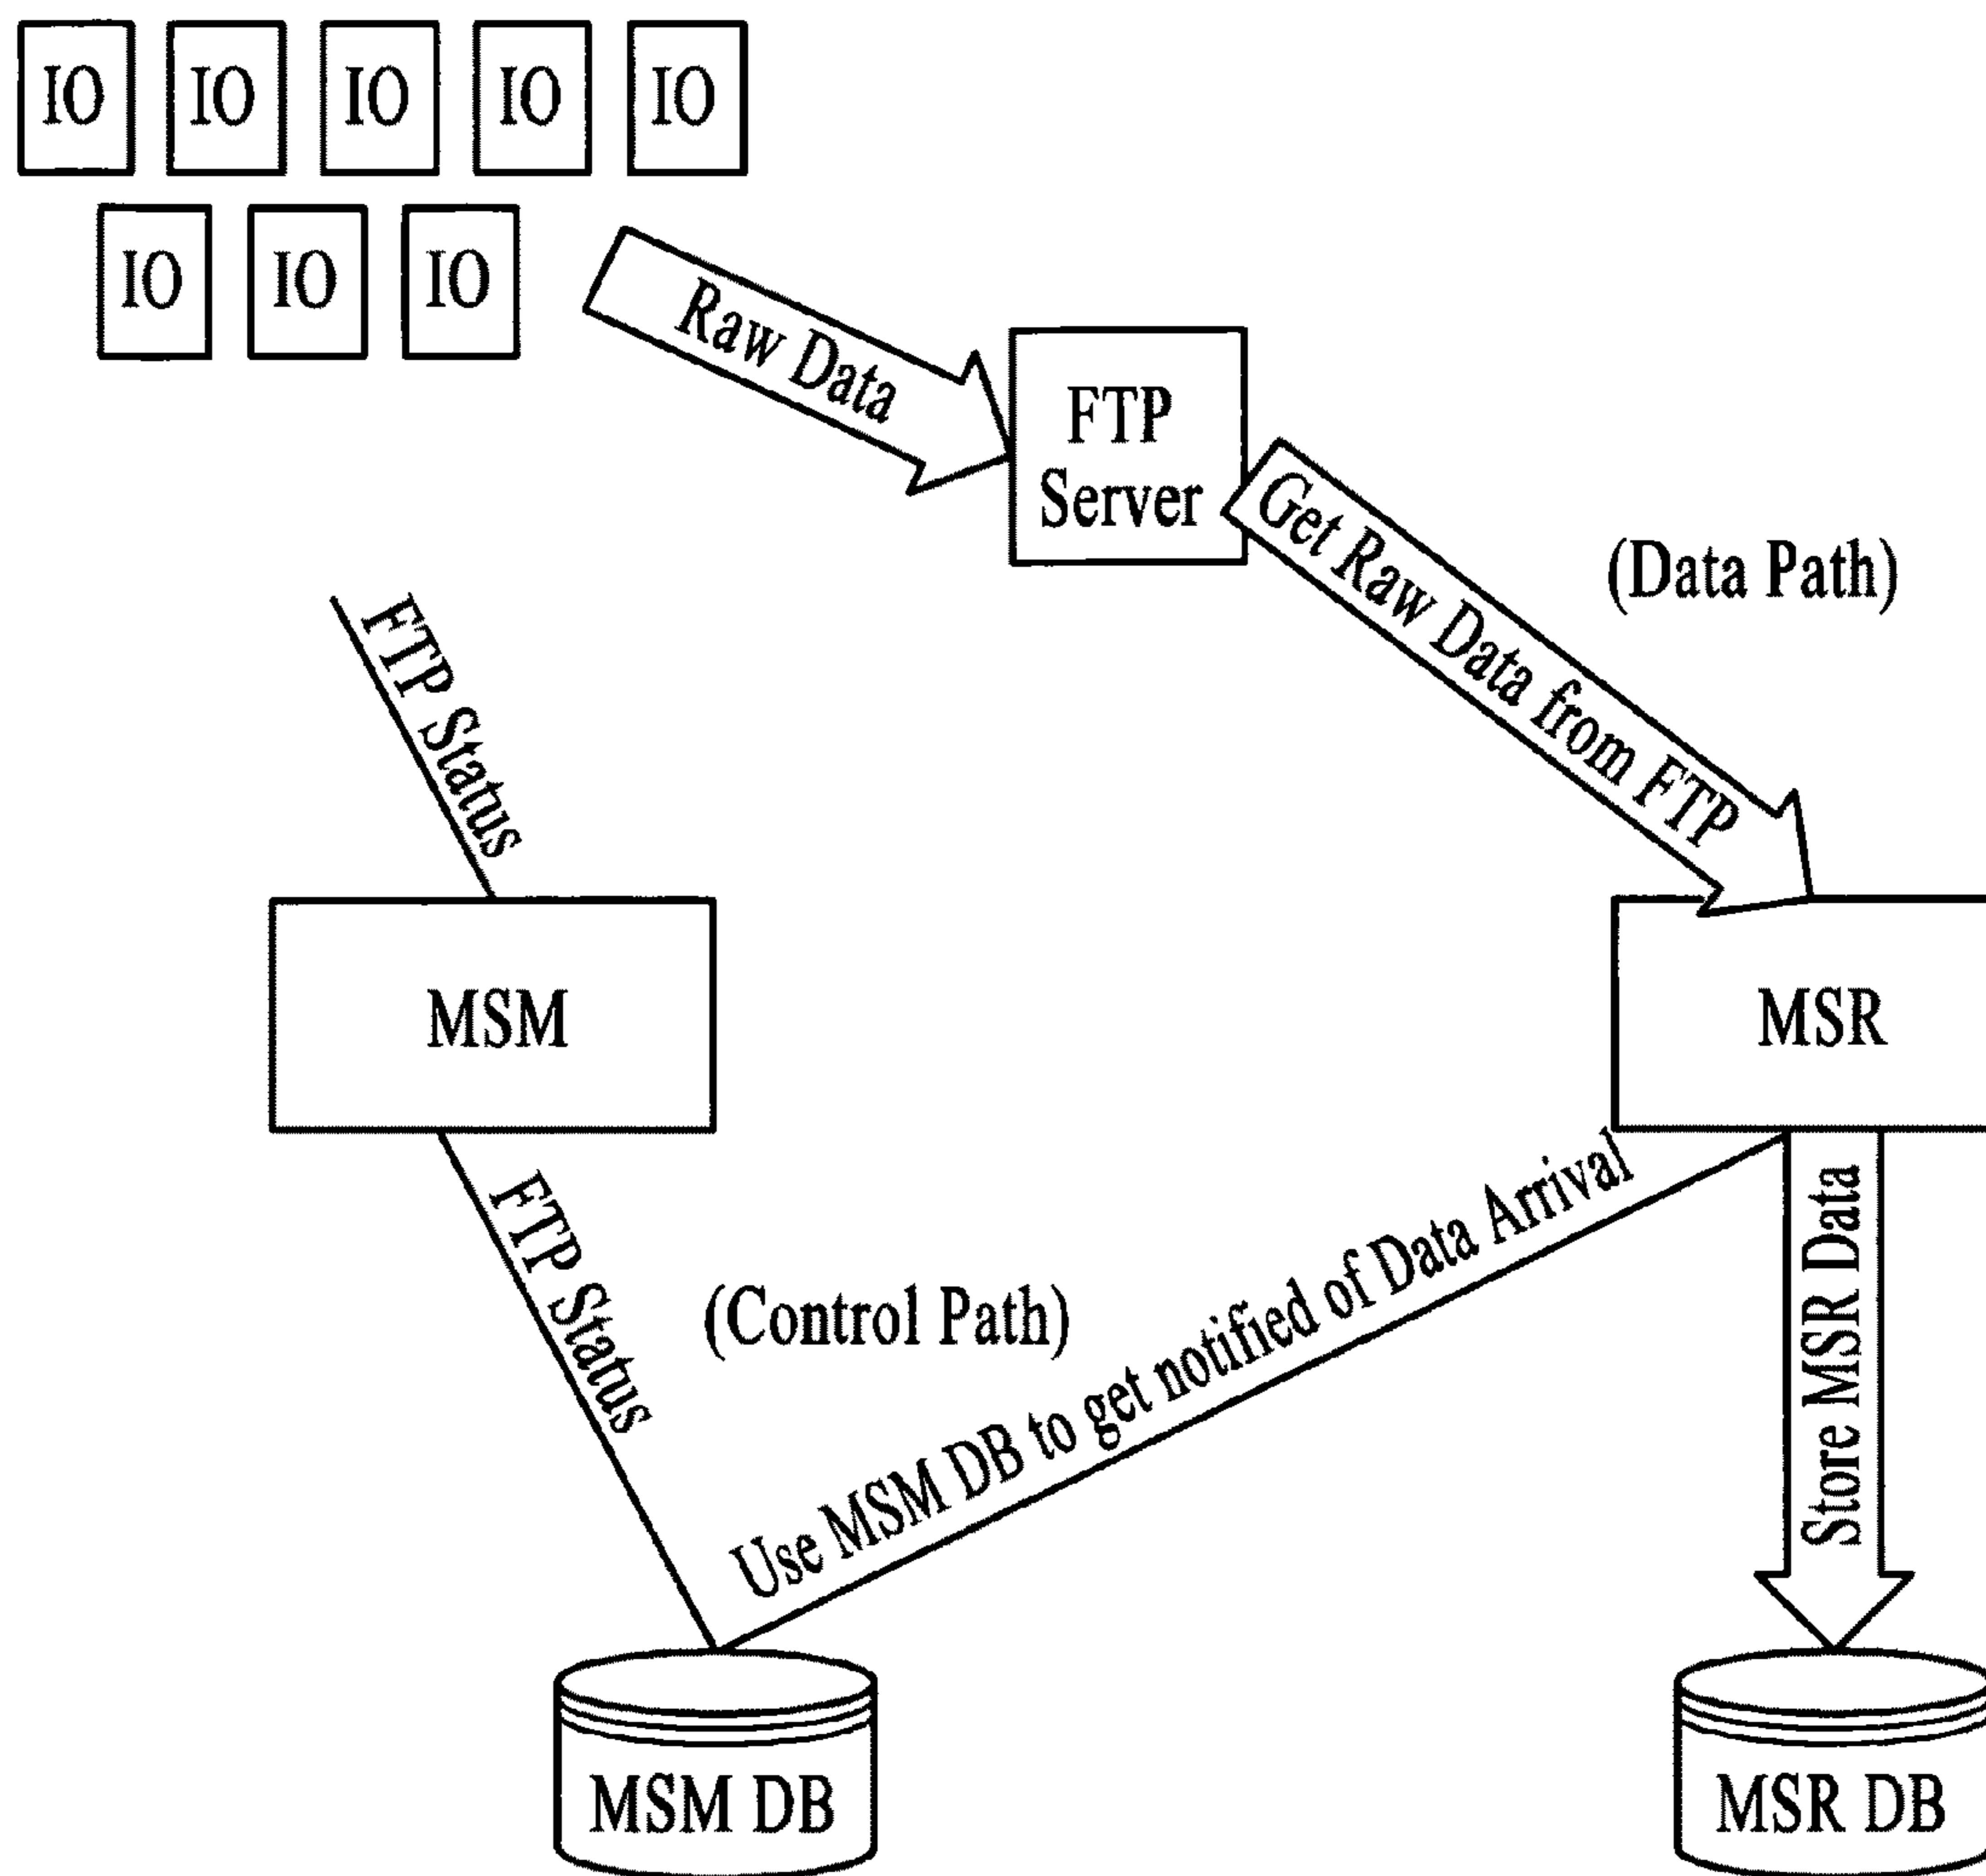 IO IO IO IO IO
IO IO IO
Raw Data
FTP
Server
Get Raw Data from FTP
(Data Path)
FTP Status
MSM
MSR
FTP Status
(Control Path)
Use MSM DB to get notified of Data Arrival
Store MSR Data
MSM DB
MSR DB